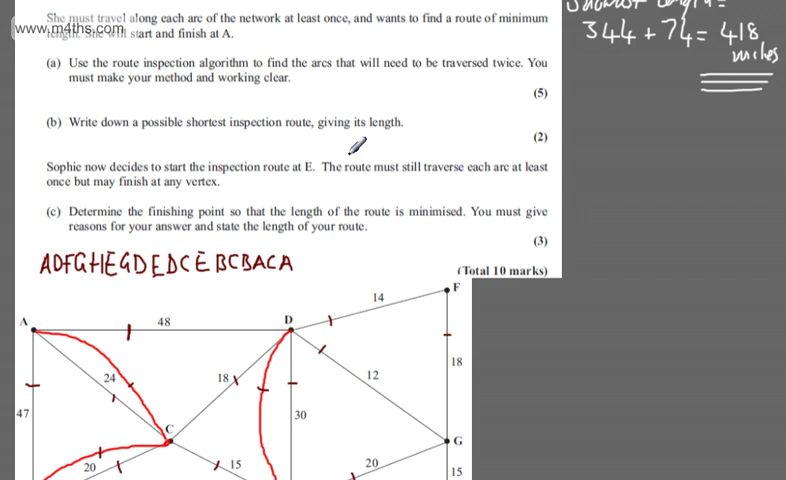 She must travel along each arc of the network at least once, and wants to find a route of minimum
www.m4ths.com
length. She will start and finish at A.
(a) Use the route inspection algorithm to find the arcs that will need to be traversed twice. You
must make your method and working clear.
(5)
(b) Write down a possible shortest inspection route, giving its length.
(2)
Sophie now decides to start the inspection route at E. The route must still traverse each arc at least
once but may finish at any vertex.
(c) Determine the finishing point so that the length of the route is minimised. You must give
reasons for your answer and state the length of your route.
(3)
(Total 10 marks)
ADFGHEGDEDCEBCBACA
344 + 74 = 418
miles
A
48
D
14
F
24
18
12
18
47
30
C
G
20
15
20
15